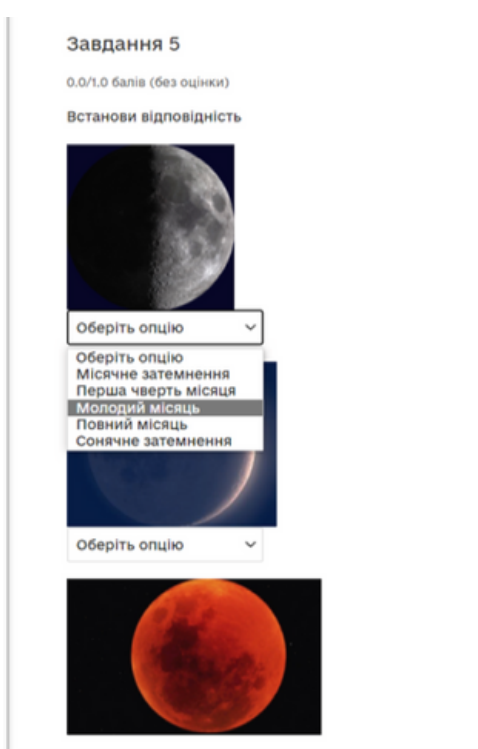 Завдання 5
0.0/1.0 балів (без оцінки)
Встанови відповідність
Оберіть опцію
Оберіть опцію
Місячне затемнення
Перша чверть місяця
Молодий місяць
Повний місяць
Сонячне затемнення
Оберіть опцію